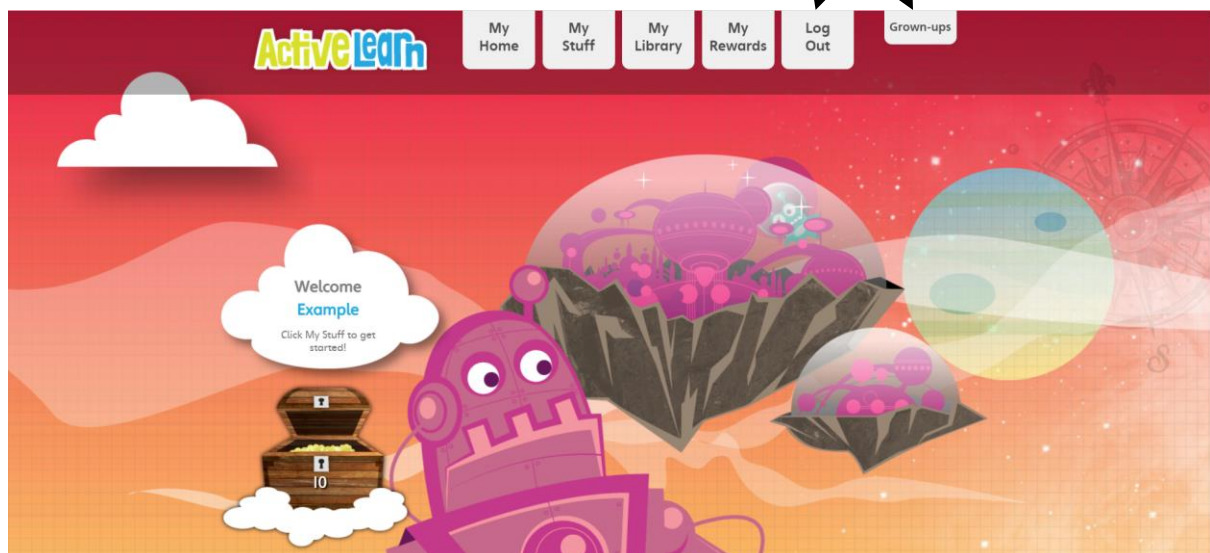 ActiveLearn
My Home
My Stuff
My Library
My Rewards
Log Out
Grown-ups
Welcome
Example
Click My Stuff to get
started!
10